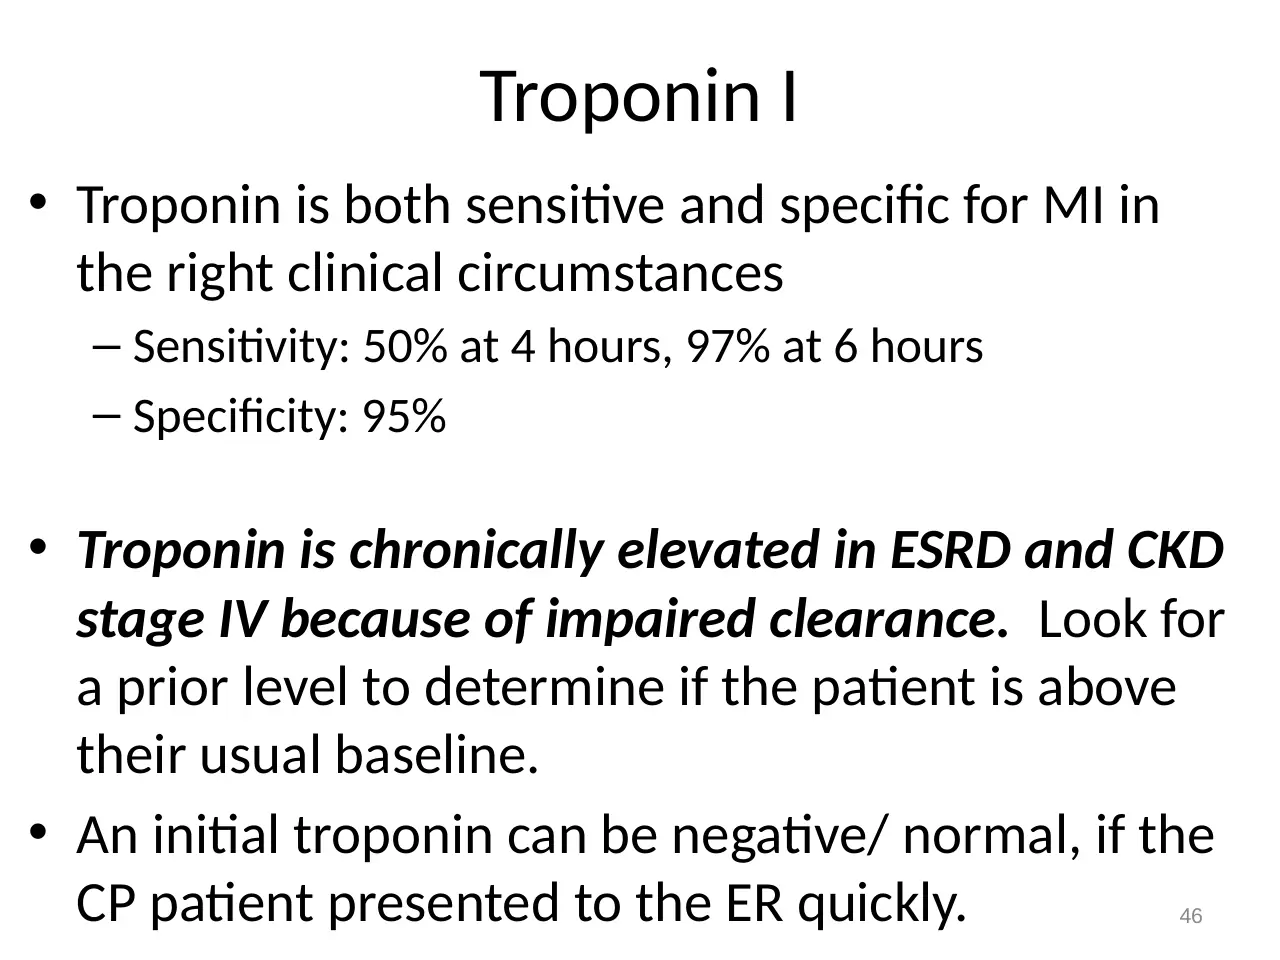 Troponin I
• Troponin is both sensitive and specific for MI in
the right clinical circumstances
– Sensitivity: 50% at 4 hours, 97% at 6 hours
– Specificity: 95%
• Troponin is chronically elevated in ESRD and CKD
stage IV because of impaired clearance.  Look for
a prior level to determine if the patient is above
their usual baseline.
• An initial troponin can be negative/ normal, if the
CP patient presented to the ER quickly.
46